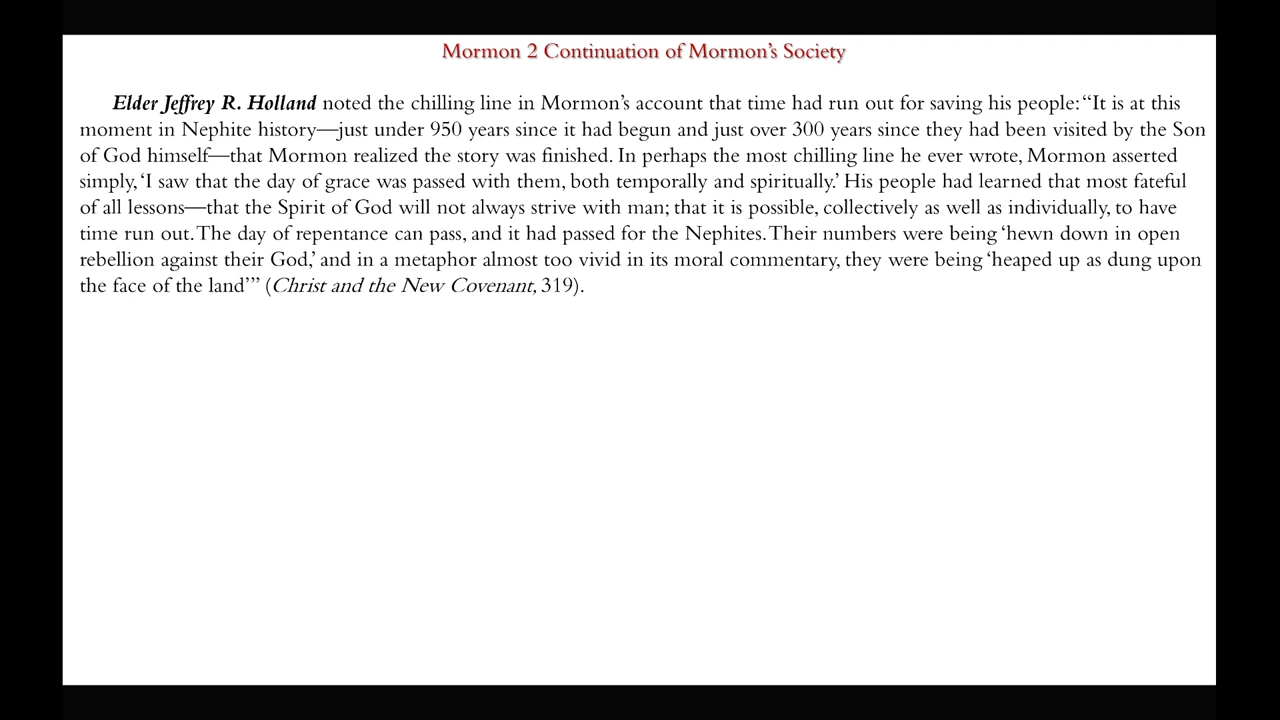 Mormon 2 Continuation of Mormon’s Society
Elder Jeffrey R. Holland noted the chilling line in Mormon’s account that time had run out for saving his people: “It is at this
moment in Nephite history—just under 950 years since it had begun and just over 300 years since they had been visited by the Son
of God himself—that Mormon realized the story was finished. In perhaps the most chilling line he ever wrote, Mormon asserted
simply, ‘I saw that the day of grace was passed with them, both temporally and spiritually.’ His people had learned that most fateful
of all lessons—that the Spirit of God will not always strive with man; that it is possible, collectively as well as individually, to have
time run out. The day of repentance can pass, and it had passed for the Nephites. Their numbers were being ‘hewn down in open
rebellion against their God,’ and in a metaphor almost too vivid in its moral commentary, they were being ‘heaped up as dung upon
the face of the land’” (Christ and the New Covenant, 319).